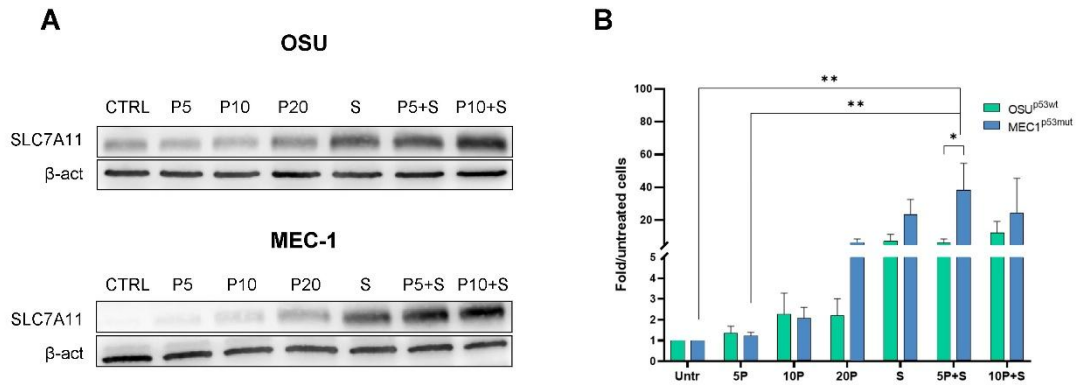 A
OSU
CTRL P5 P10 P20 S P5+S P10+S
SLC7A11
β-act
MEC-1
CTRL P5 P10 P20 S P5+S P10+S
SLC7A11
β-act
B
**
**
*
OSUp53wt
MEC1p53mut
Fold/untreated cells
100
80
60
40
20
5
4
3
2
1
0
Untr 5P 10P 20P S 5P+S 10P+S